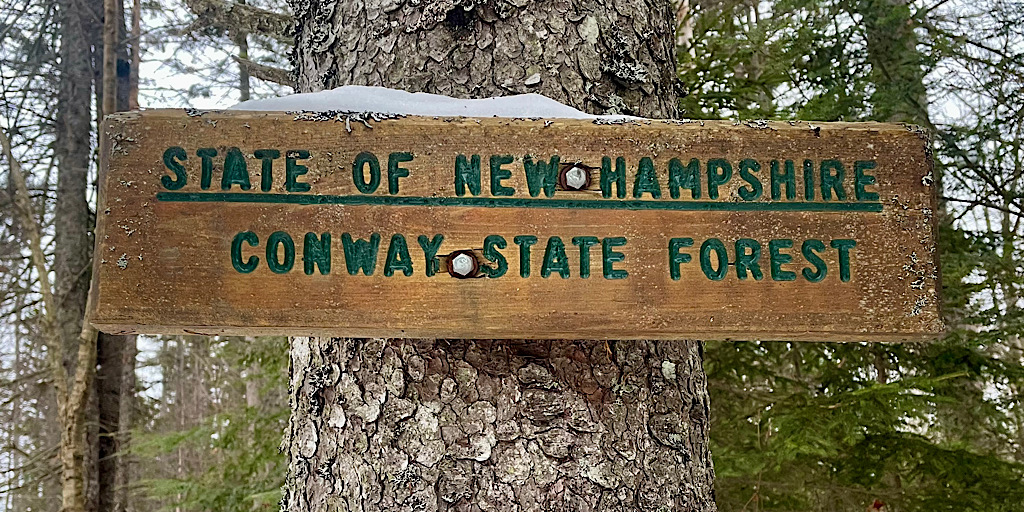 STATE OF NEW HAMPSHIRE
CONWAY STATE FOREST